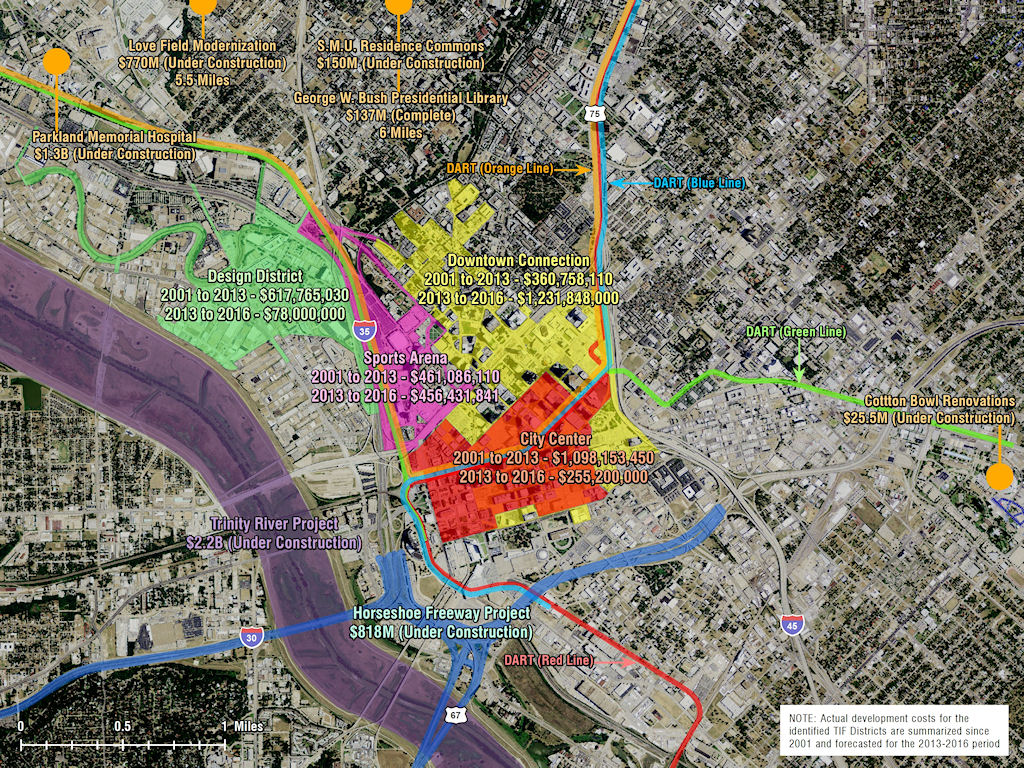 Love Field Modernization
$770M (Under Construction)
5.5 Miles
S.M.U. Residence Commons
$150M (Under Construction)
George W. Bush Presidential Library
$137M (Complete)
6 Miles
Parkland Memorial Hospital
$1.3B (Under Construction)
75
DART (Orange Line)
DART (Blue Line)
Design District
2001 to 2013 - $617,765,030
2013 to 2016 - $78,000,000
Downtown Connection
2001 to 2013 - $360,758,110
2013 to 2016 - $1,231,848,000
35
DART (Green Line)
Sports Arena
2001 to 2013 - $461,086,110
2013 to 2016 - $456,431,841
Cottton Bowl Renovations
$25.5M (Under Construction)
City Center
2001 to 2013 - $1,098,153,450
2013 to 2016 - $255,200,000
Trinity River Project
$2.2B (Under Construction)
Horseshoe Freeway Project
$818M (Under Construction)
30
45
DART (Red Line)
67
0 0.5 1 Miles
NOTE: Actual development costs for the
identified TIF Districts are summarized since
2001 and forecasted for the 2013-2016 period